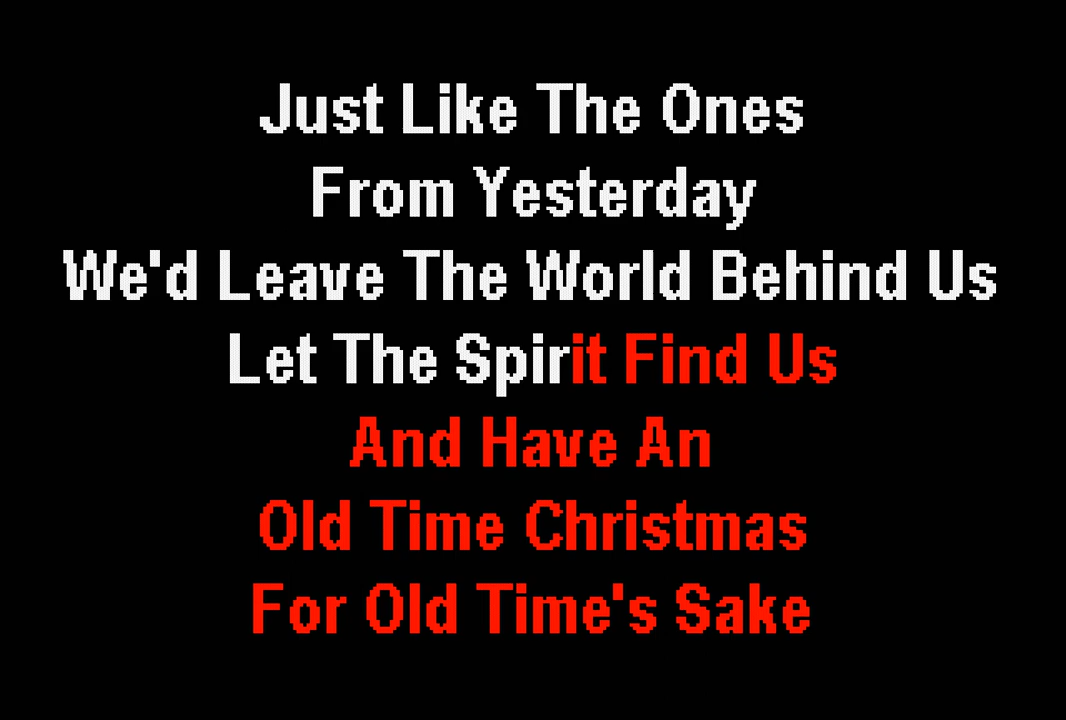 Just Like The Ones
From Yesterday
We'd Leave The World Behind Us
Let The Spirit Find Us
And Have An
Old Time Christmas
For Old Time's Sake